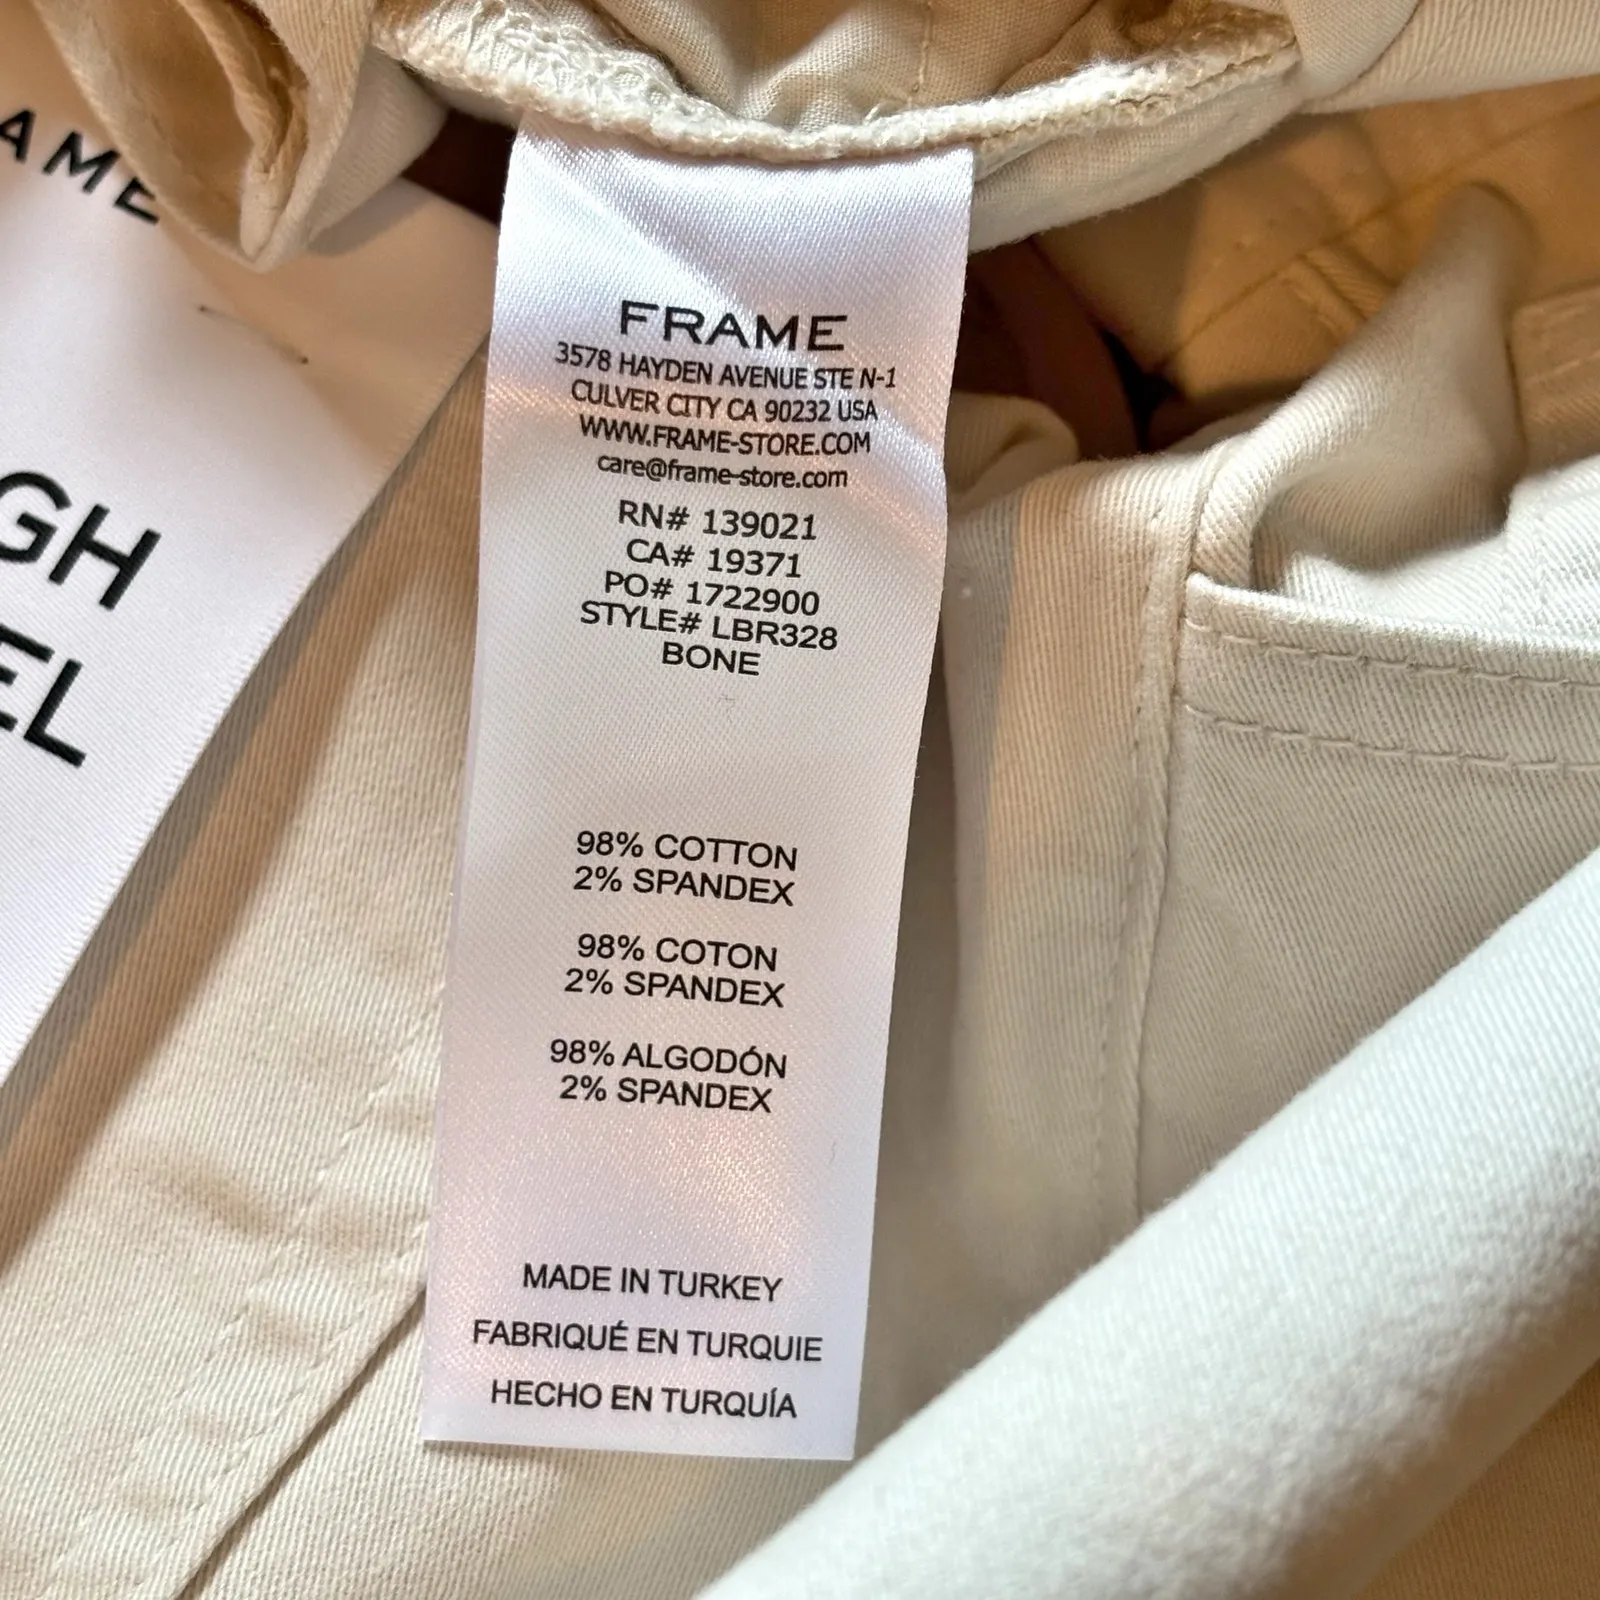 AME
GH
EL
FRAME
3578 HAYDEN AVENUE STE N-1
CULVER CITY CA 90232 USA
WWW.FRAME-STORE.COM
care@frame-store.com
RN# 139021
CA# 19371
PO# 1722900
STYLE# LBR328
BONE
98% COTTON
2% SPANDEX
98% COTON
2% SPANDEX
98% ALGODÓN
2% SPANDEX
MADE IN TURKEY
FABRIQUÉ EN TURQUIE
HECHO EN TURQUÍA